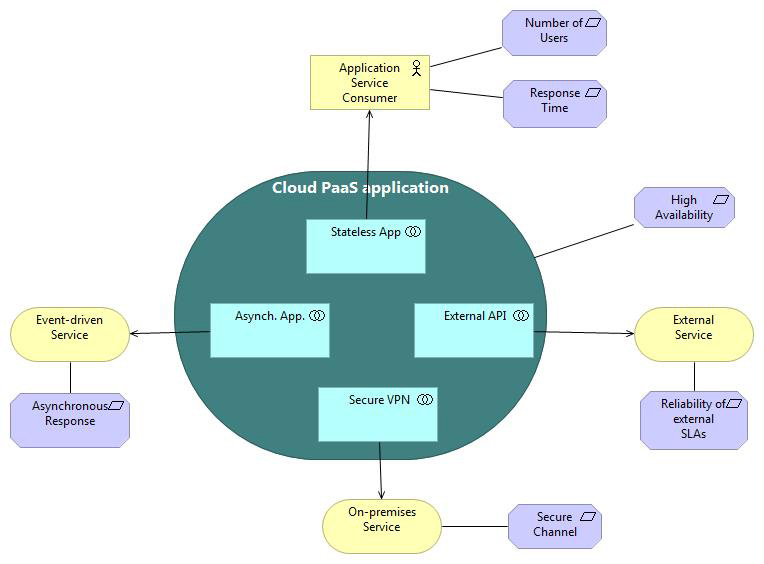 Number of
Users
Application
Service
Consumer
Response
Time
Cloud PaaS application
High
Availability
Stateless App
Event-driven
Service
Asynch. App.
External API
External
Service
Asynchronous
Response
Secure VPN
Reliability of
external
SLAs
On-premises
Service
Secure
Channel